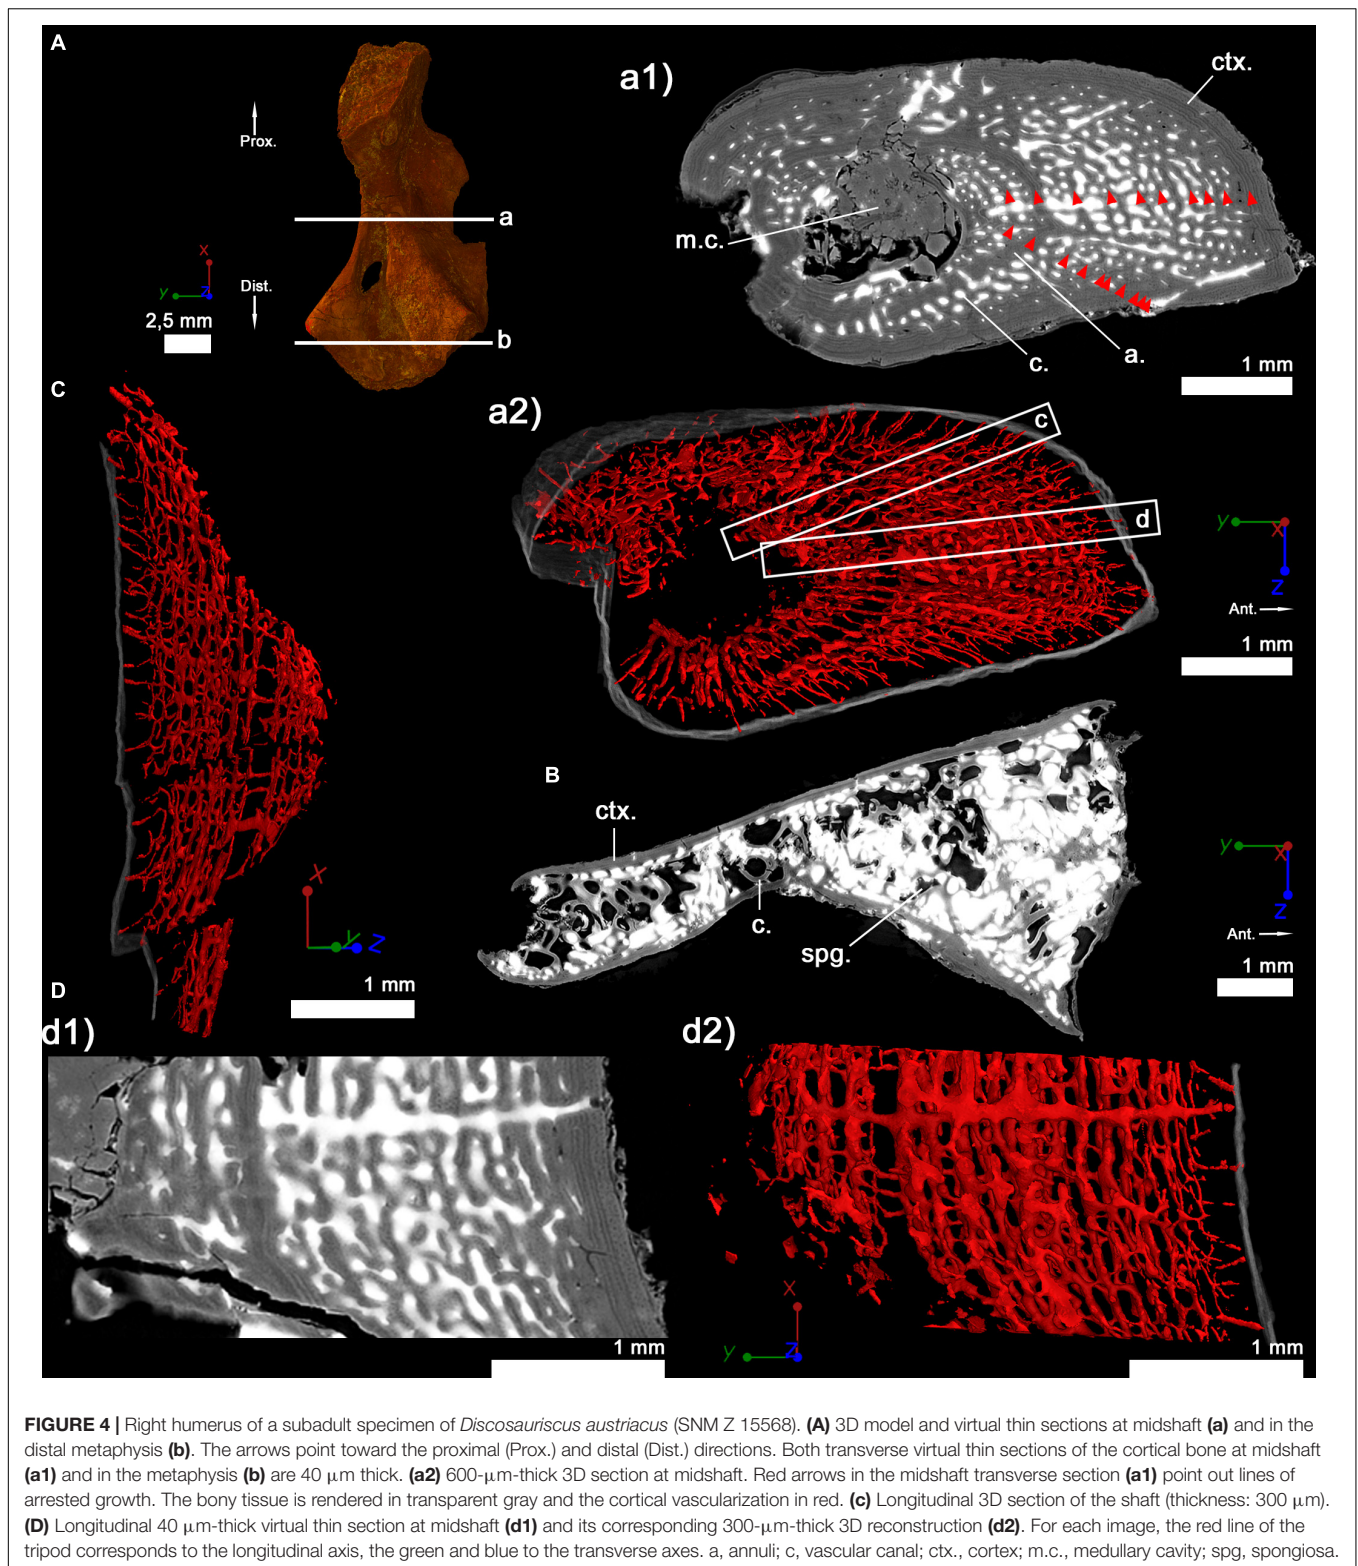 A
a1)
ctx.
Prox.
a
m.c.
X
Dist.
y
Z
2,5 mm
b
c.
a.
1 mm
C
a2)
c
d
y
X
Z
Ant.
1 mm
B
ctx.
y
X
Z
c.
Ant.
spg.
X
y
Z
1 mm
1 mm
D
d1)
d2)
X
y
Z
1 mm
1 mm
FIGURE 4 | Right humerus of a subadult specimen of Discosauriscus austriacus (SNM Z 15568). (A) 3D model and virtual thin sections at midshaft (a) and in the
distal metaphysis (b). The arrows point toward the proximal (Prox.) and distal (Dist.) directions. Both transverse virtual thin sections of the cortical bone at midshaft
(a1) and in the metaphysis (b) are 40 μm thick. (a2) 600-μm-thick 3D section at midshaft. Red arrows in the midshaft transverse section (a1) point out lines of
arrested growth. The bony tissue is rendered in transparent gray and the cortical vascularization in red. (c) Longitudinal 3D section of the shaft (thickness: 300 μm).
(D) Longitudinal 40 μm-thick virtual thin section at midshaft (d1) and its corresponding 300-μm-thick 3D reconstruction (d2). For each image, the red line of the
tripod corresponds to the longitudinal axis, the green and blue to the transverse axes. a, annuli; c, vascular canal; ctx., cortex; m.c., medullary cavity; spg, spongiosa.